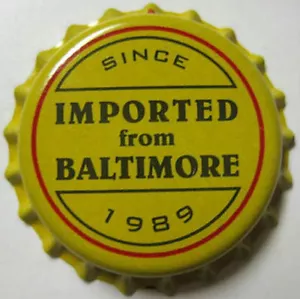 SINCE
IMPORTED
from
BALTIMORE
1989